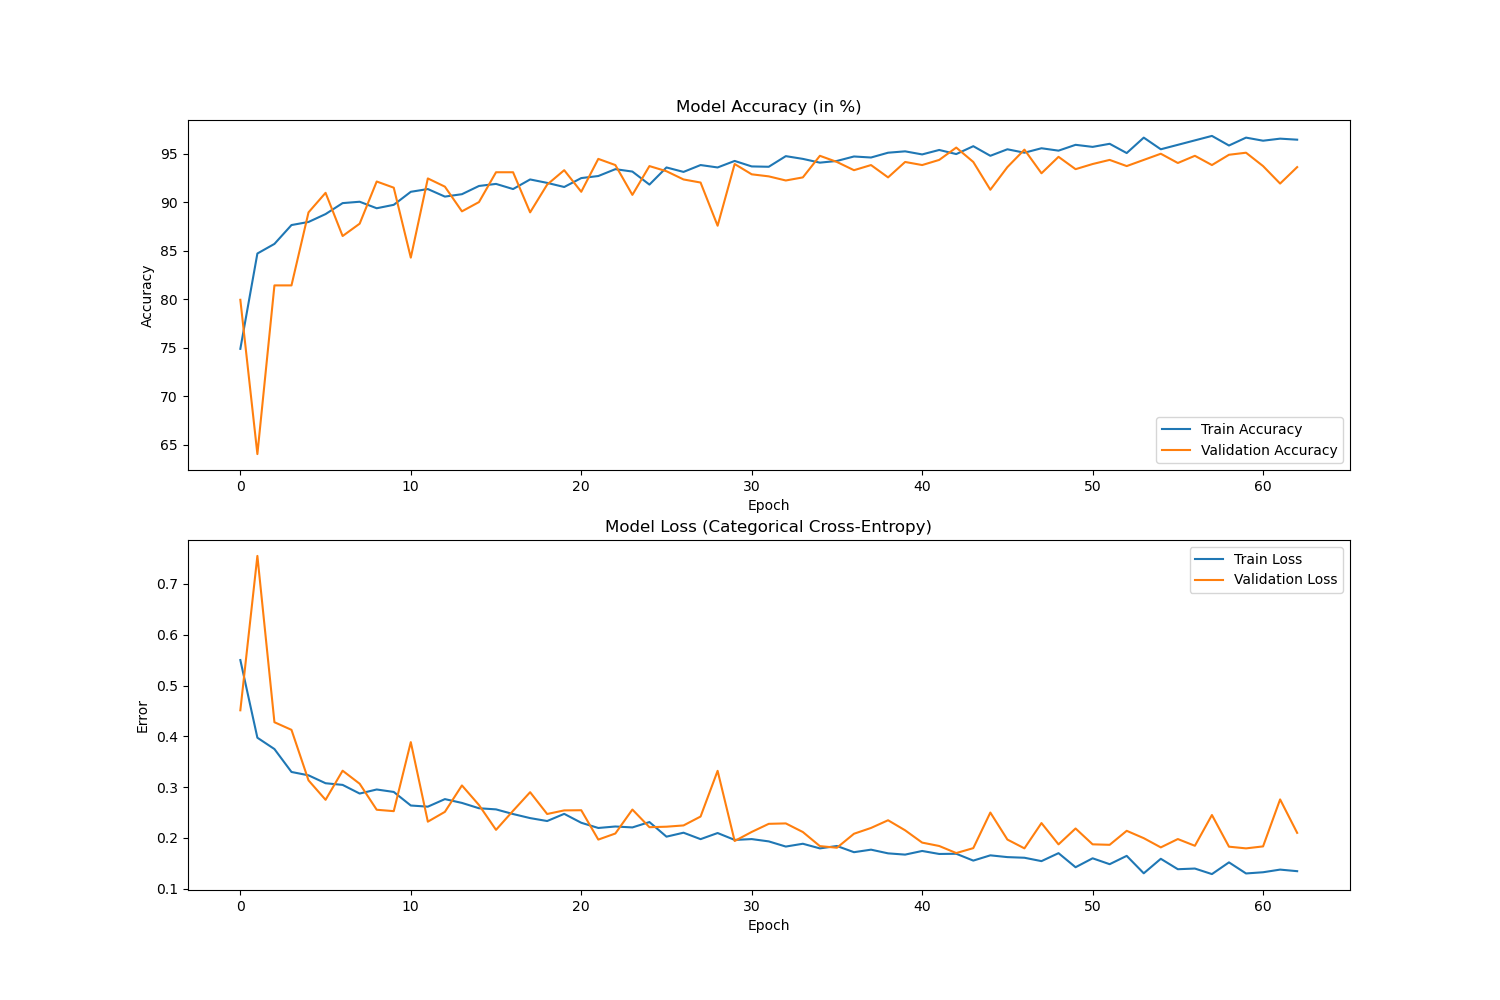 Model Accuracy (in %)
Accuracy
95
90
85
80
75
70
65
Train Accuracy
Validation Accuracy
0 10 20 30 40 50 60
Epoch
Model Loss (Categorical Cross-Entropy)
Error
0.7
0.6
0.5
0.4
0.3
0.2
0.1
Train Loss
Validation Loss
0 10 20 30 40 50 60
Epoch